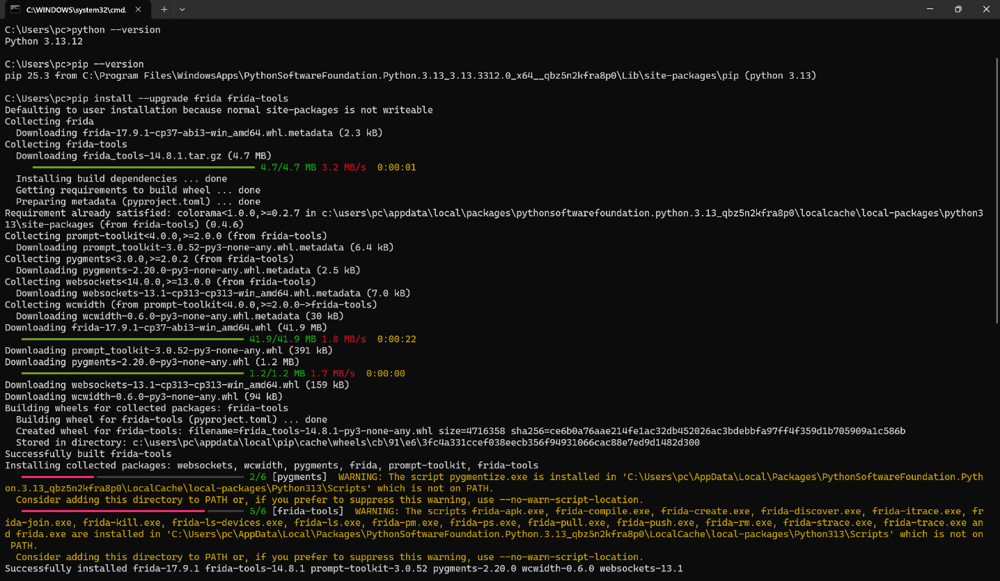 C:\WINDOWS\system32\cmd.
C:\Users\pc>python --version
Python 3.13.12
C:\Users\pc>pip --version
pip 25.3 from C:\Program Files\WindowsApps\PythonSoftwareFoundation.Python.3.13_3.13.3312.0_x64__qbz5n2kfra8p0\Lib\site-packages\pip (python 3.13)
C:\Users\pc>pip install --upgrade frida frida-tools
Defaulting to user installation because normal site-packages is not writeable
Collecting frida
  Downloading frida-17.9.1-cp37-abi3-win_amd64.whl.metadata (2.3 kB)
Collecting frida-tools
  Downloading frida_tools-14.8.1.tar.gz (4.7 MB)
4.7/4.7 MB 3.2 MB/s  0:00:01
  Installing build dependencies ... done
  Getting requirements to build wheel ... done
  Preparing metadata (pyproject.toml) ... done
Requirement already satisfied: colorama<1.0.0,>=0.2.7 in c:\users\pc\appdata\local\packages\pythonsoftwarefoundation.python.3.13_qbz5n2kfra8p0\localcache\local-packages\python3
13\site-packages (from frida-tools) (0.4.6)
Collecting prompt-toolkit<4.0.0,>=2.0.0 (from frida-tools)
  Downloading prompt_toolkit-3.0.52-py3-none-any.whl.metadata (6.4 kB)
Collecting pygments<3.0.0,>=2.0.2 (from frida-tools)
  Downloading pygments-2.20.0-py3-none-any.whl.metadata (2.5 kB)
Collecting websockets<14.0.0,>=13.0.0 (from frida-tools)
  Downloading websockets-13.1-cp313-cp313-win_amd64.whl.metadata (7.0 kB)
Collecting wcwidth (from prompt-toolkit<4.0.0,>=2.0.0->frida-tools)
  Downloading wcwidth-0.6.0-py3-none-any.whl.metadata (30 kB)
Downloading frida-17.9.1-cp37-abi3-win_amd64.whl (41.9 MB)
41.9/41.9 MB 1.8 MB/s  0:00:22
Downloading prompt_toolkit-3.0.52-py3-none-any.whl (391 kB)
Downloading pygments-2.20.0-py3-none-any.whl (1.2 MB)
1.2/1.2 MB 1.7 MB/s  0:00:00
Downloading websockets-13.1-cp313-cp313-win_amd64.whl (159 kB)
Downloading wcwidth-0.6.0-py3-none-any.whl (94 kB)
Building wheels for collected packages: frida-tools
  Building wheel for frida-tools (pyproject.toml) ... done
  Created wheel for frida-tools: filename=frida_tools-14.8.1-py3-none-any.whl size=4716358 sha256=ce6b0a76aae214fe1ac32db452026ac3bdebbfa97ff4f359d1b705909a1c586b
  Stored in directory: c:\users\pc\appdata\local\pip\cache\wheels\cb\91\e6\3fc4a331ccef038eecb356f94931066cac88e7ed9d1482d300
Successfully built frida-tools
Installing collected packages: websockets, wcwidth, pygments, frida, prompt-toolkit, frida-tools
2/6 [pygments]  WARNING: The script pygmentize.exe is installed in 'C:\Users\pc\AppData\Local\Packages\PythonSoftwareFoundation.Pyth
on.3.13_qbz5n2kfra8p0\LocalCache\local-packages\Python313\Scripts' which is not on PATH.
  Consider adding this directory to PATH or, if you prefer to suppress this warning, use --no-warn-script-location.
5/6 [frida-tools]  WARNING: The scripts frida-apk.exe, frida-compile.exe, frida-create.exe, frida-discover.exe, frida-itrace.exe, fr
ida-join.exe, frida-kill.exe, frida-ls-devices.exe, frida-ls.exe, frida-pm.exe, frida-ps.exe, frida-pull.exe, frida-push.exe, frida-rm.exe, frida-strace.exe, frida-trace.exe an
d frida.exe are installed in 'C:\Users\pc\AppData\Local\Packages\PythonSoftwareFoundation.Python.3.13_qbz5n2kfra8p0\LocalCache\local-packages\Python313\Scripts' which is not on
 PATH.
  Consider adding this directory to PATH or, if you prefer to suppress this warning, use --no-warn-script-location.
Successfully installed frida-17.9.1 frida-tools-14.8.1 prompt-toolkit-3.0.52 pygments-2.20.0 wcwidth-0.6.0 websockets-13.1